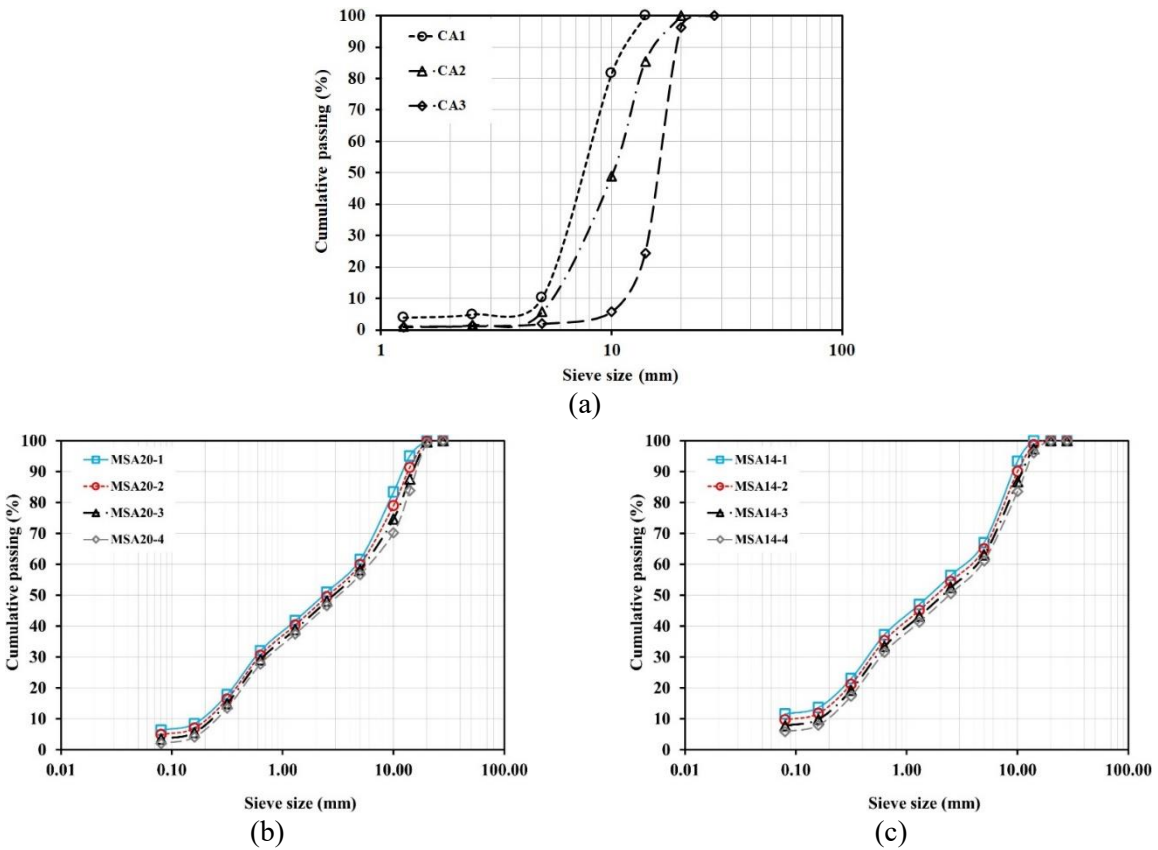 100
90
80
70
60
50
40
30
20
10
0
CA1
CA2
CA3
Cumulative passing (%)
1
10
100
Sieve size (mm)
(a)
100
90
80
70
60
50
40
30
20
10
0
MSA20-1
MSA20-2
MSA20-3
MSA20-4
Cumulative passing (%)
0.01
0.10
1.00
10.00
100.00
Sieve size (mm)
(b)
100
90
80
70
60
50
40
30
20
10
0
MSA14-1
MSA14-2
MSA14-3
MSA14-4
Cumulative passing (%)
0.01
0.10
1.00
10.00
100.00
Sieve size (mm)
(c)